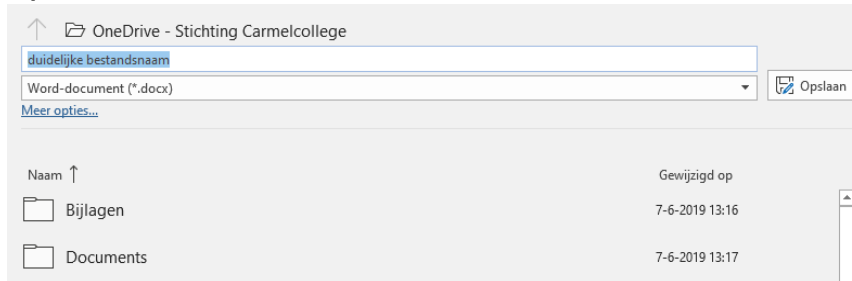 OneDrive - Stichting Carmelcollege
duidelijke bestandsnaam
Word-document (*.docx)
Opslaan
Meer opties...
Naam ↑ Gewijzigd op
Bijlagen 7-6-2019 13:16
Documents 7-6-2019 13:17